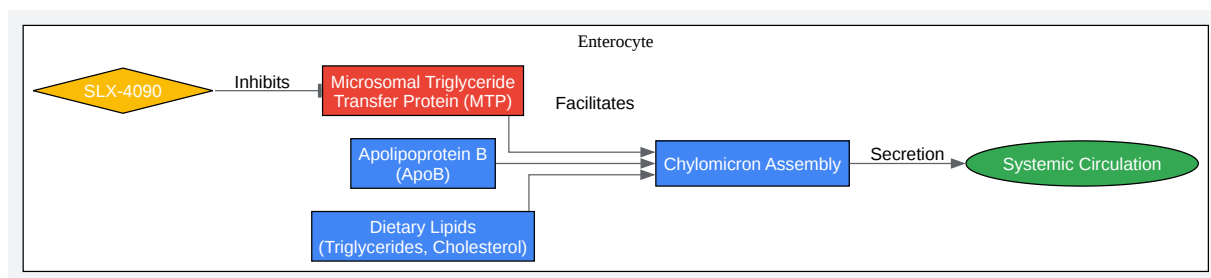 Enterocyte
SLX-4090
Inhibits
Microsomal Triglyceride
Transfer Protein (MTP)
Facilitates
Apolipoprotein B
(ApoB)
Chylomicron Assembly
Secretion
Systemic Circulation
Dietary Lipids
(Triglycerides, Cholesterol)